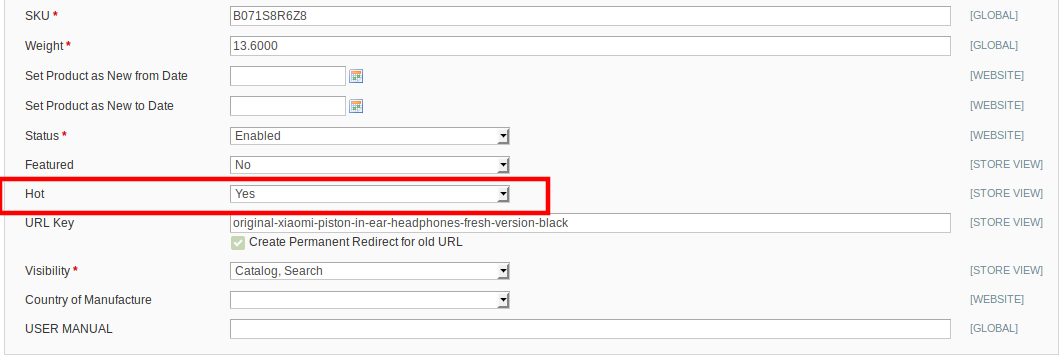 SKU * B071S8R6Z8 [GLOBAL]
Weight * 13.6000 [GLOBAL]
Set Product as New from Date [WEBSITE]
Set Product as New to Date [WEBSITE]
Status * Enabled [WEBSITE]
Featured No [STORE VIEW]
Hot Yes [STORE VIEW]
URL Key original-xiaomi-piston-in-ear-headphones-fresh-version-black [STORE VIEW]
Create Permanent Redirect for old URL
Visibility * Catalog, Search [STORE VIEW]
Country of Manufacture [WEBSITE]
USER MANUAL [GLOBAL]